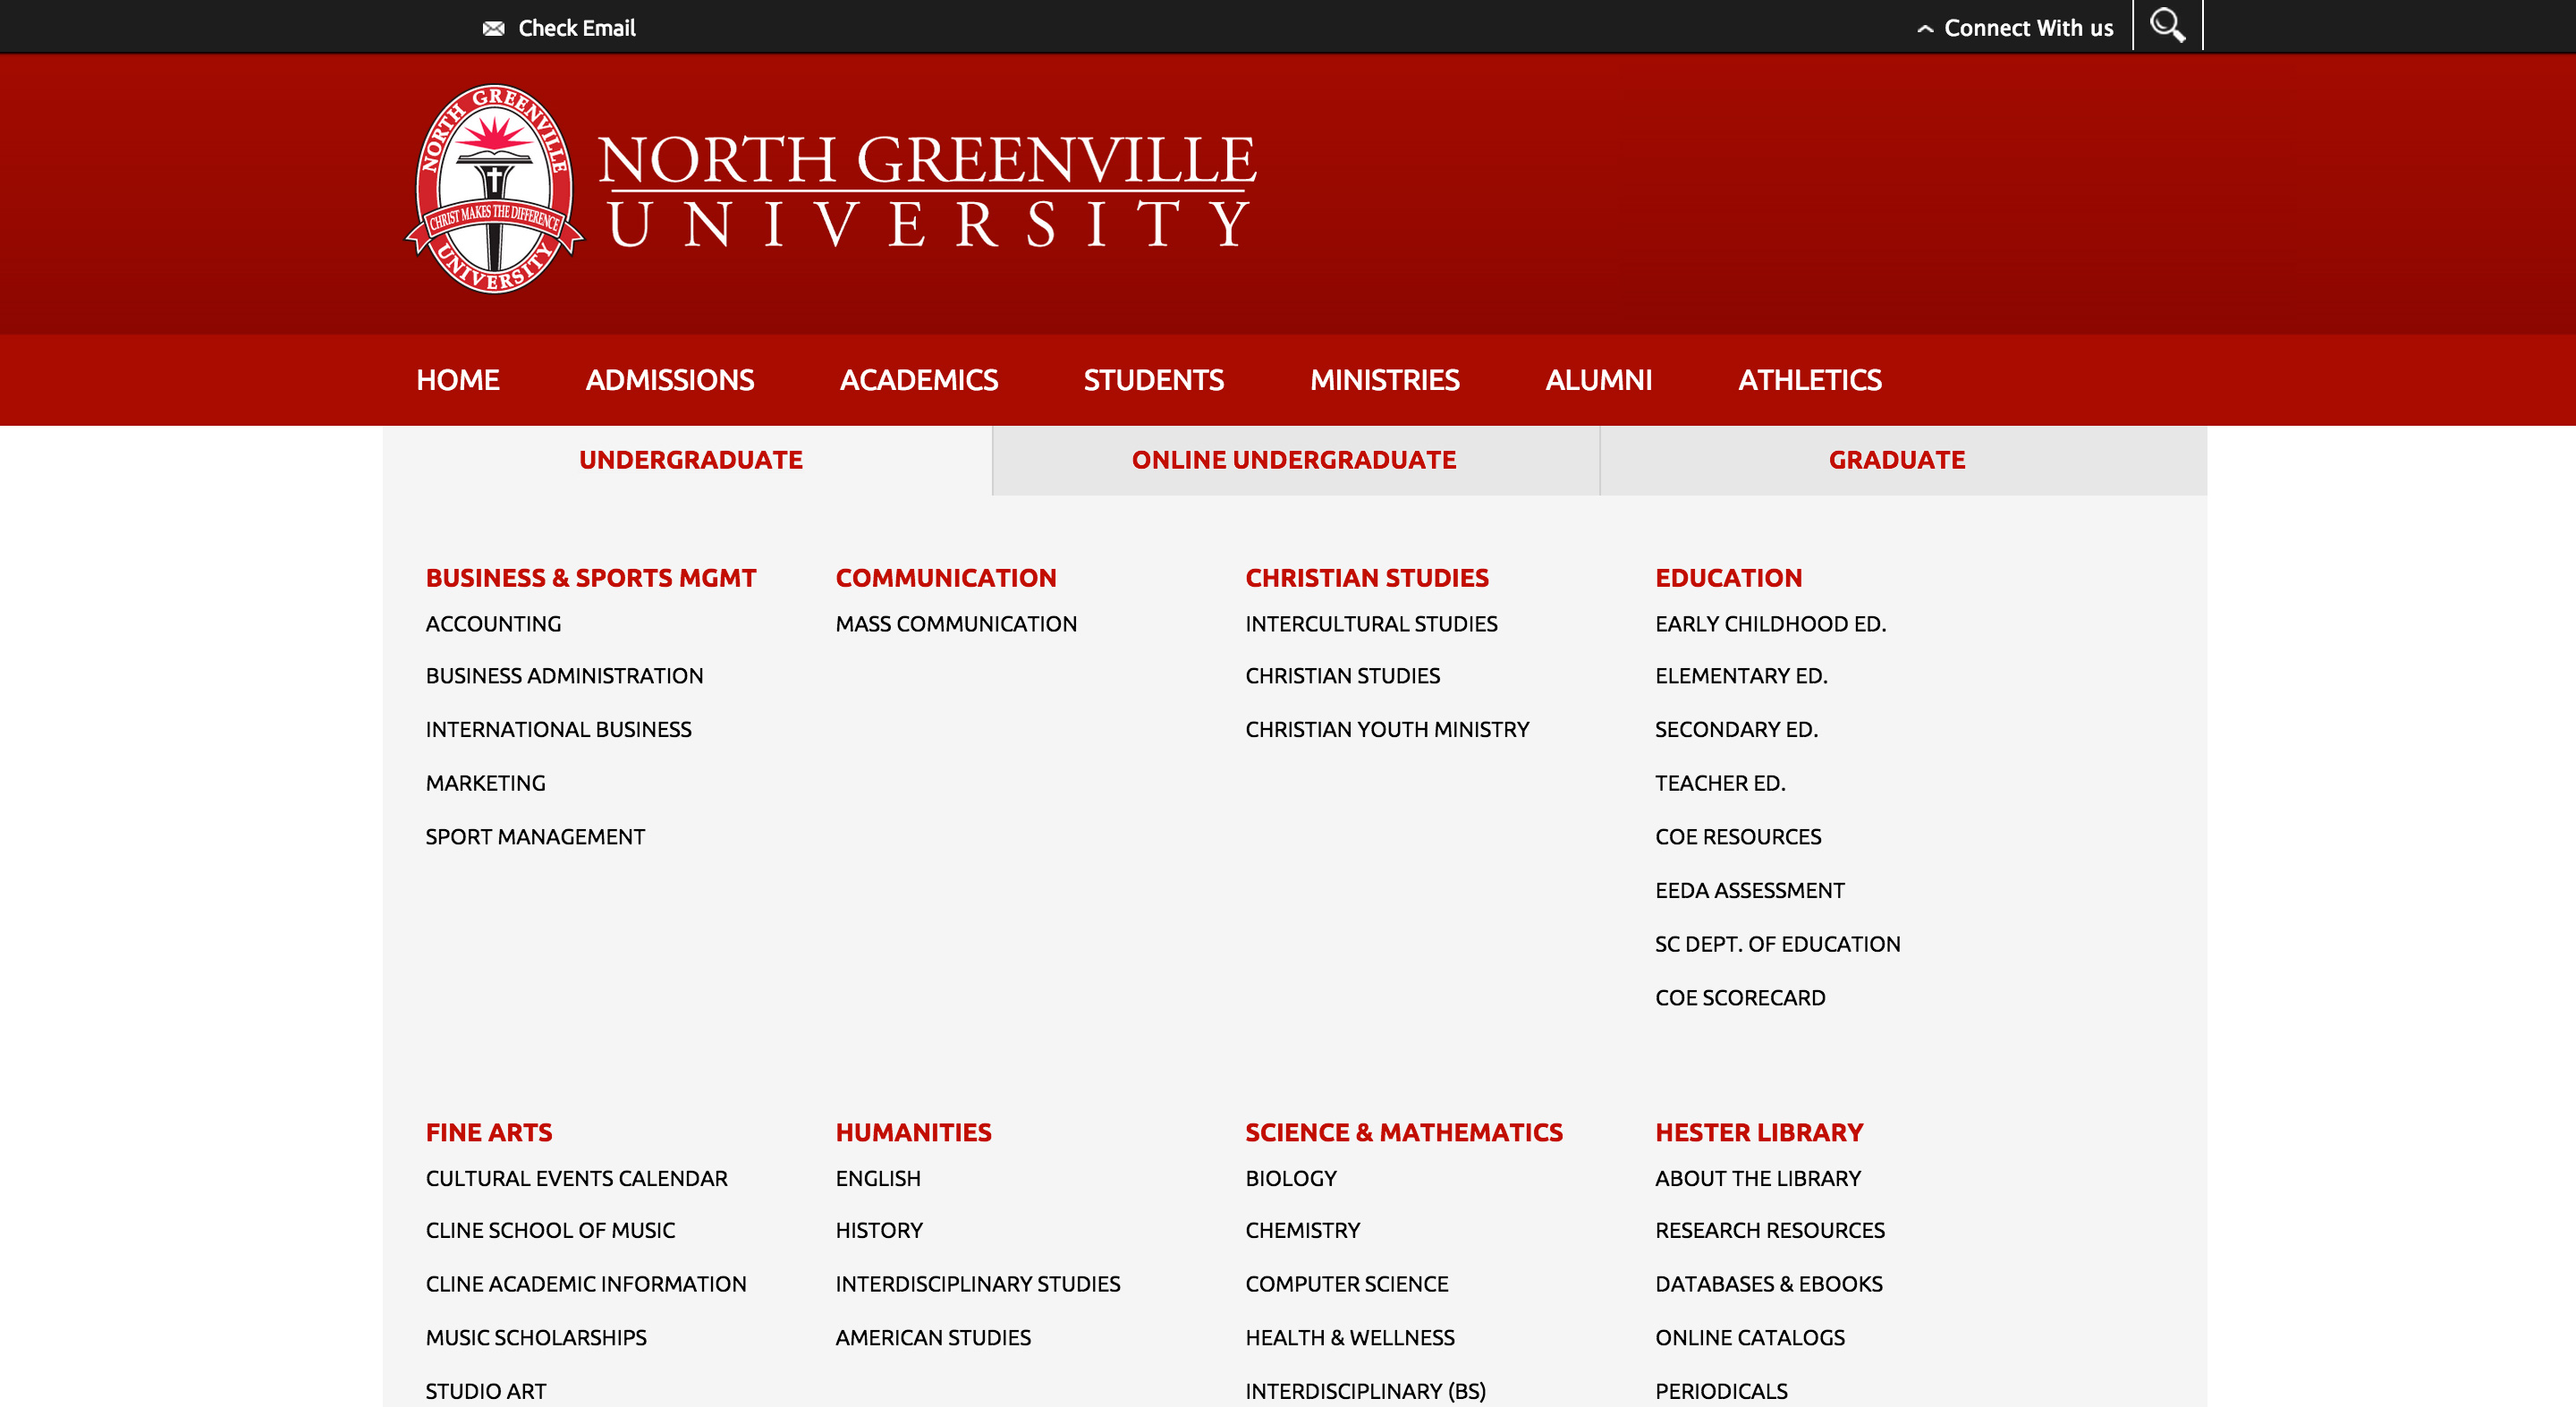 Check Email
Connect With us
NORTH GREENVILLE
CHRIST MAKES THE DIFFERENCE
UNIVERSITY
NORTH GREENVILLE
UNIVERSITY
HOME ADMISSIONS ACADEMICS STUDENTS MINISTRIES ALUMNI ATHLETICS
UNDERGRADUATE ONLINE UNDERGRADUATE GRADUATE
BUSINESS & SPORTS MGMT
ACCOUNTING
BUSINESS ADMINISTRATION
INTERNATIONAL BUSINESS
MARKETING
SPORT MANAGEMENT
COMMUNICATION
MASS COMMUNICATION
CHRISTIAN STUDIES
INTERCULTURAL STUDIES
CHRISTIAN STUDIES
CHRISTIAN YOUTH MINISTRY
EDUCATION
EARLY CHILDHOOD ED.
ELEMENTARY ED.
SECONDARY ED.
TEACHER ED.
COE RESOURCES
EEDA ASSESSMENT
SC DEPT. OF EDUCATION
COE SCORECARD
FINE ARTS
CULTURAL EVENTS CALENDAR
CLINE SCHOOL OF MUSIC
CLINE ACADEMIC INFORMATION
MUSIC SCHOLARSHIPS
STUDIO ART
HUMANITIES
ENGLISH
HISTORY
INTERDISCIPLINARY STUDIES
AMERICAN STUDIES
SCIENCE & MATHEMATICS
BIOLOGY
CHEMISTRY
COMPUTER SCIENCE
HEALTH & WELLNESS
INTERDISCIPLINARY (BS)
HESTER LIBRARY
ABOUT THE LIBRARY
RESEARCH RESOURCES
DATABASES & EBOOKS
ONLINE CATALOGS
PERIODICALS